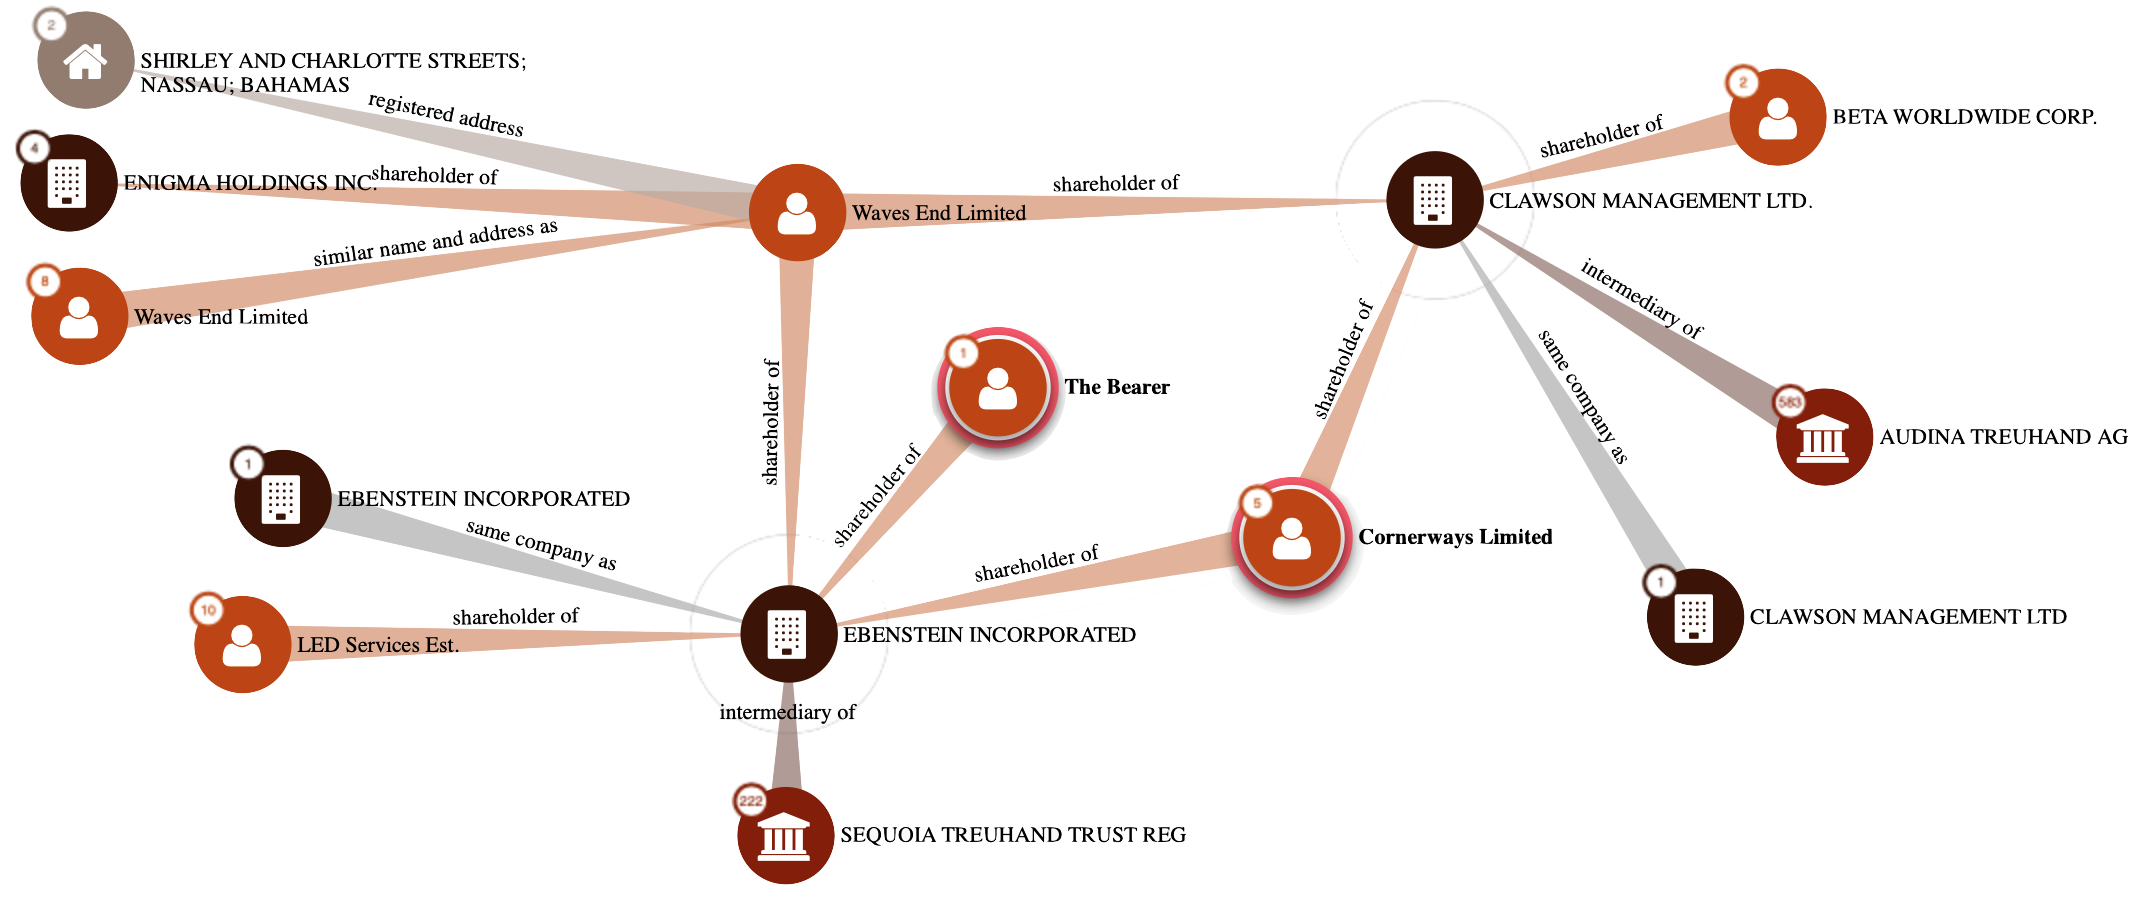 2
SHIRLEY AND CHARLOTTE STREETS;
NASSAU; BAHAMAS
registered address
4
ENIGMA HOLDINGS INC.
shareholder of
similar name and address as
8
Waves End Limited
Waves End Limited
shareholder of
2
BETA WORLDWIDE CORP.
shareholder of
CLAWSON MANAGEMENT LTD.
intermediary of
583
AUDINA TREUHAND AG
same company as
1
CLAWSON MANAGEMENT LTD
shareholder of
shareholder of
1
The Bearer
shareholder of
5
Cornerways Limited
shareholder of
1
EBENSTEIN INCORPORATED
same company as
10
LED Services Est.
shareholder of
EBENSTEIN INCORPORATED
intermediary of
222
SEQUOIA TREUHAND TRUST REG